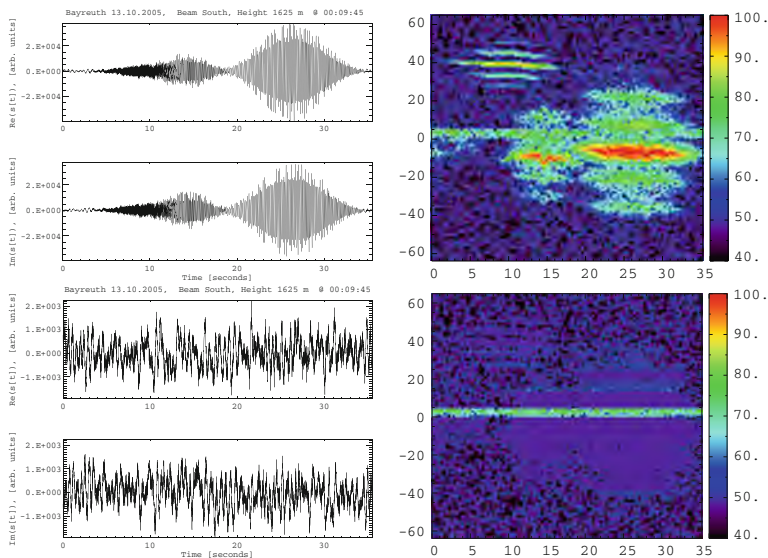 Bayreuth 13.10.2005, Beam South, Height 1625 m @ 00:09:45
Re(s[t]), [arb. units]
2.E+004
0.E+000
-2.E+004
0 10 20 30
Im(s[t]), [arb. units]
2.E+004
0.E+000
-2.E+004
0 10 20 30
Time [seconds]
60
40
20
0
-20
-40
-60
0 5 10 15 20 25 30 35
100.
90.
80.
70.
60.
50.
40.
Bayreuth 13.10.2005, Beam South, Height 1625 m @ 00:09:45
Re(s[t]), [arb. units]
2.E+003
1.E+003
0.E+000
-1.E+003
0 10 20 30
Im(s[t]), [arb. units]
2.E+003
1.E+003
0.E+000
-1.E+003
0 10 20 30
Time [seconds]
60
40
20
0
-20
-40
-60
0 5 10 15 20 25 30 35
100.
90.
80.
70.
60.
50.
40.